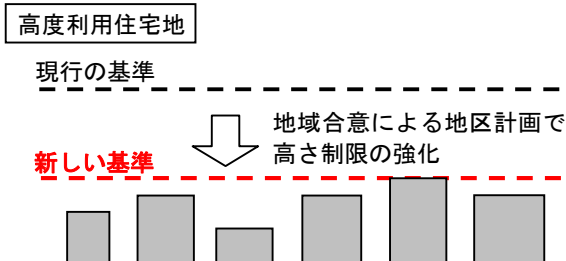 高度利用住宅地
現行の基準
地域合意による地区計画で
高さ制限の強化
新しい基準